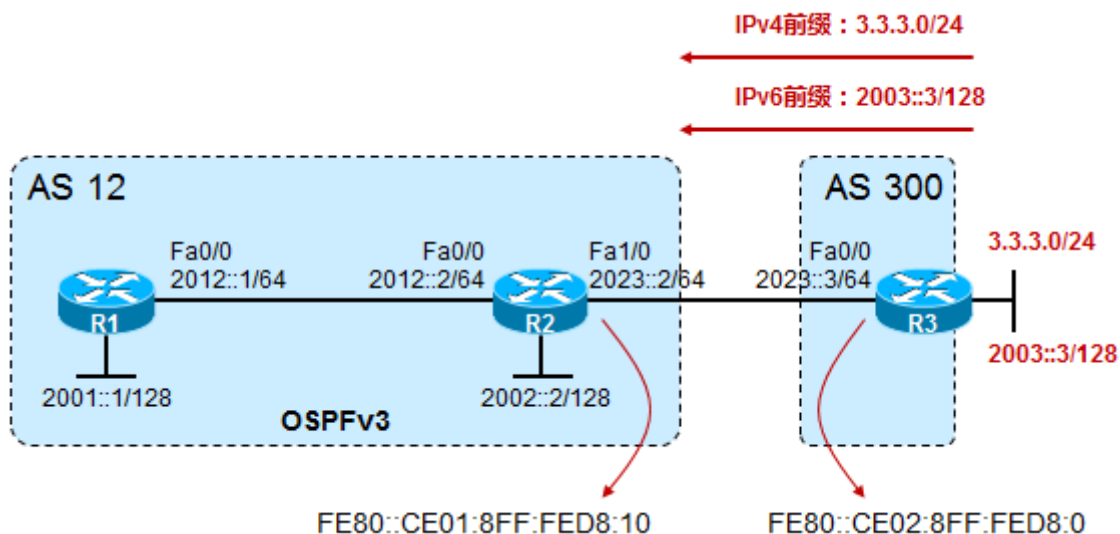 IPv4前缀：3.3.3.0/24
IPv6前缀：2003::3/128
AS 12
AS 300
Fa0/0
2012::1/64
Fa0/0
2012::2/64
Fa1/0
2023::2/64
Fa0/0
2023::3/64
3.3.3.0/24
R1
R2
R3
2003::3/128
2001::1/128
2002::2/128
OSPFv3
FE80::CE01:8FF:FED8:10
FE80::CE02:8FF:FED8:0